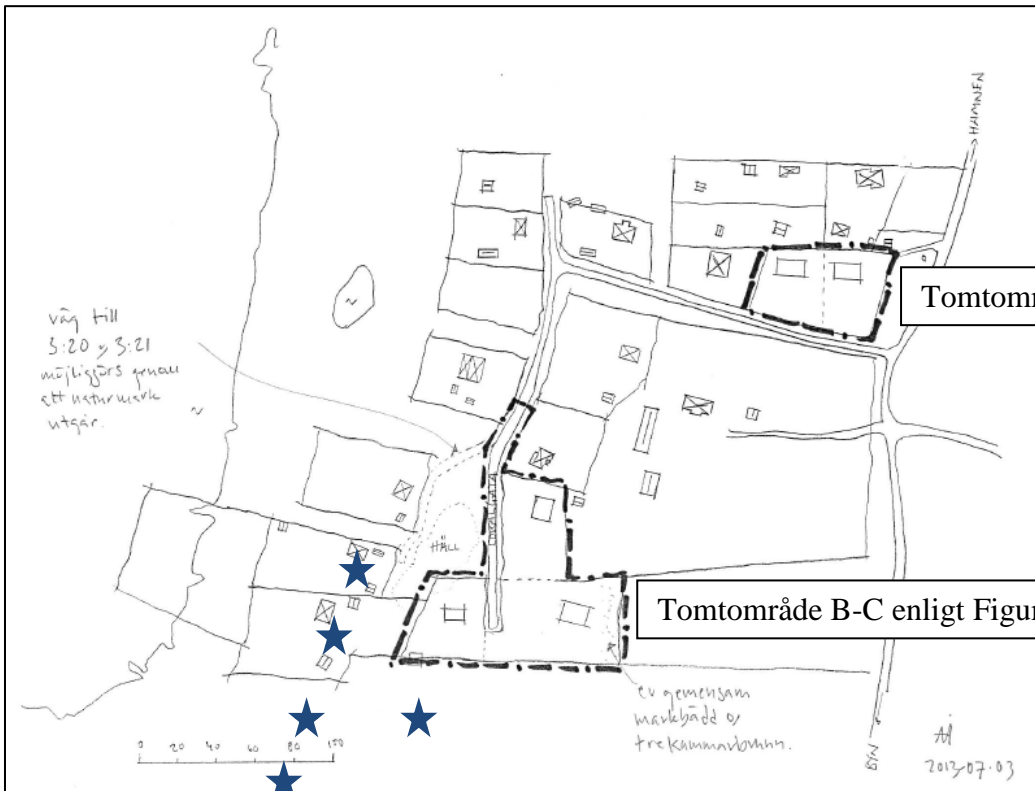 HAMNEN
Tomtområ
väg till
3:20 o 3:21
möjliggörs genom
att naturmark
utgår.
HÄLL
Tomtområde B-C enligt Figur
ev gemensam
markbädd o
trekammarbrunn.
0 20 40 60 80 100
BYN
2013-07-03